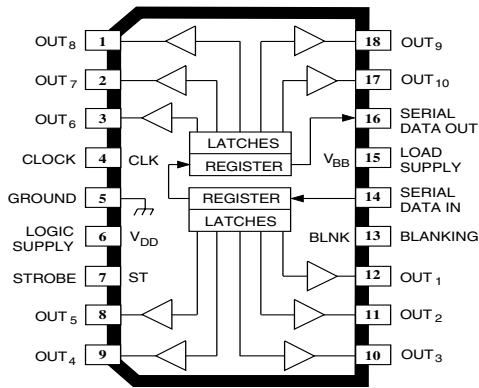 OUT8 1
18 OUT9
OUT7 2
17 OUT10
OUT6 3
16 SERIAL
DATA OUT
LATCHES
REGISTER
CLOCK 4 CLK
VBB 15 LOAD
SUPPLY
GROUND 5
REGISTER
LATCHES
14 SERIAL
DATA IN
LOGIC
SUPPLY 6 VDD
BLNK 13 BLANKING
STROBE 7 ST
12 OUT1
OUT5 8
11 OUT2
OUT4 9
10 OUT3